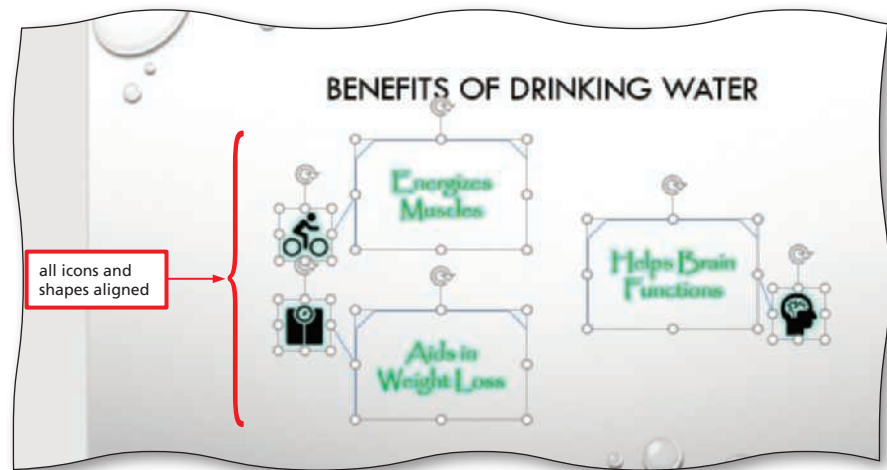 BENEFITS OF DRINKING WATER
Energizes
Muscles
all icons and
shapes aligned
Helps Brain
Functions
Aids in
Weight Loss